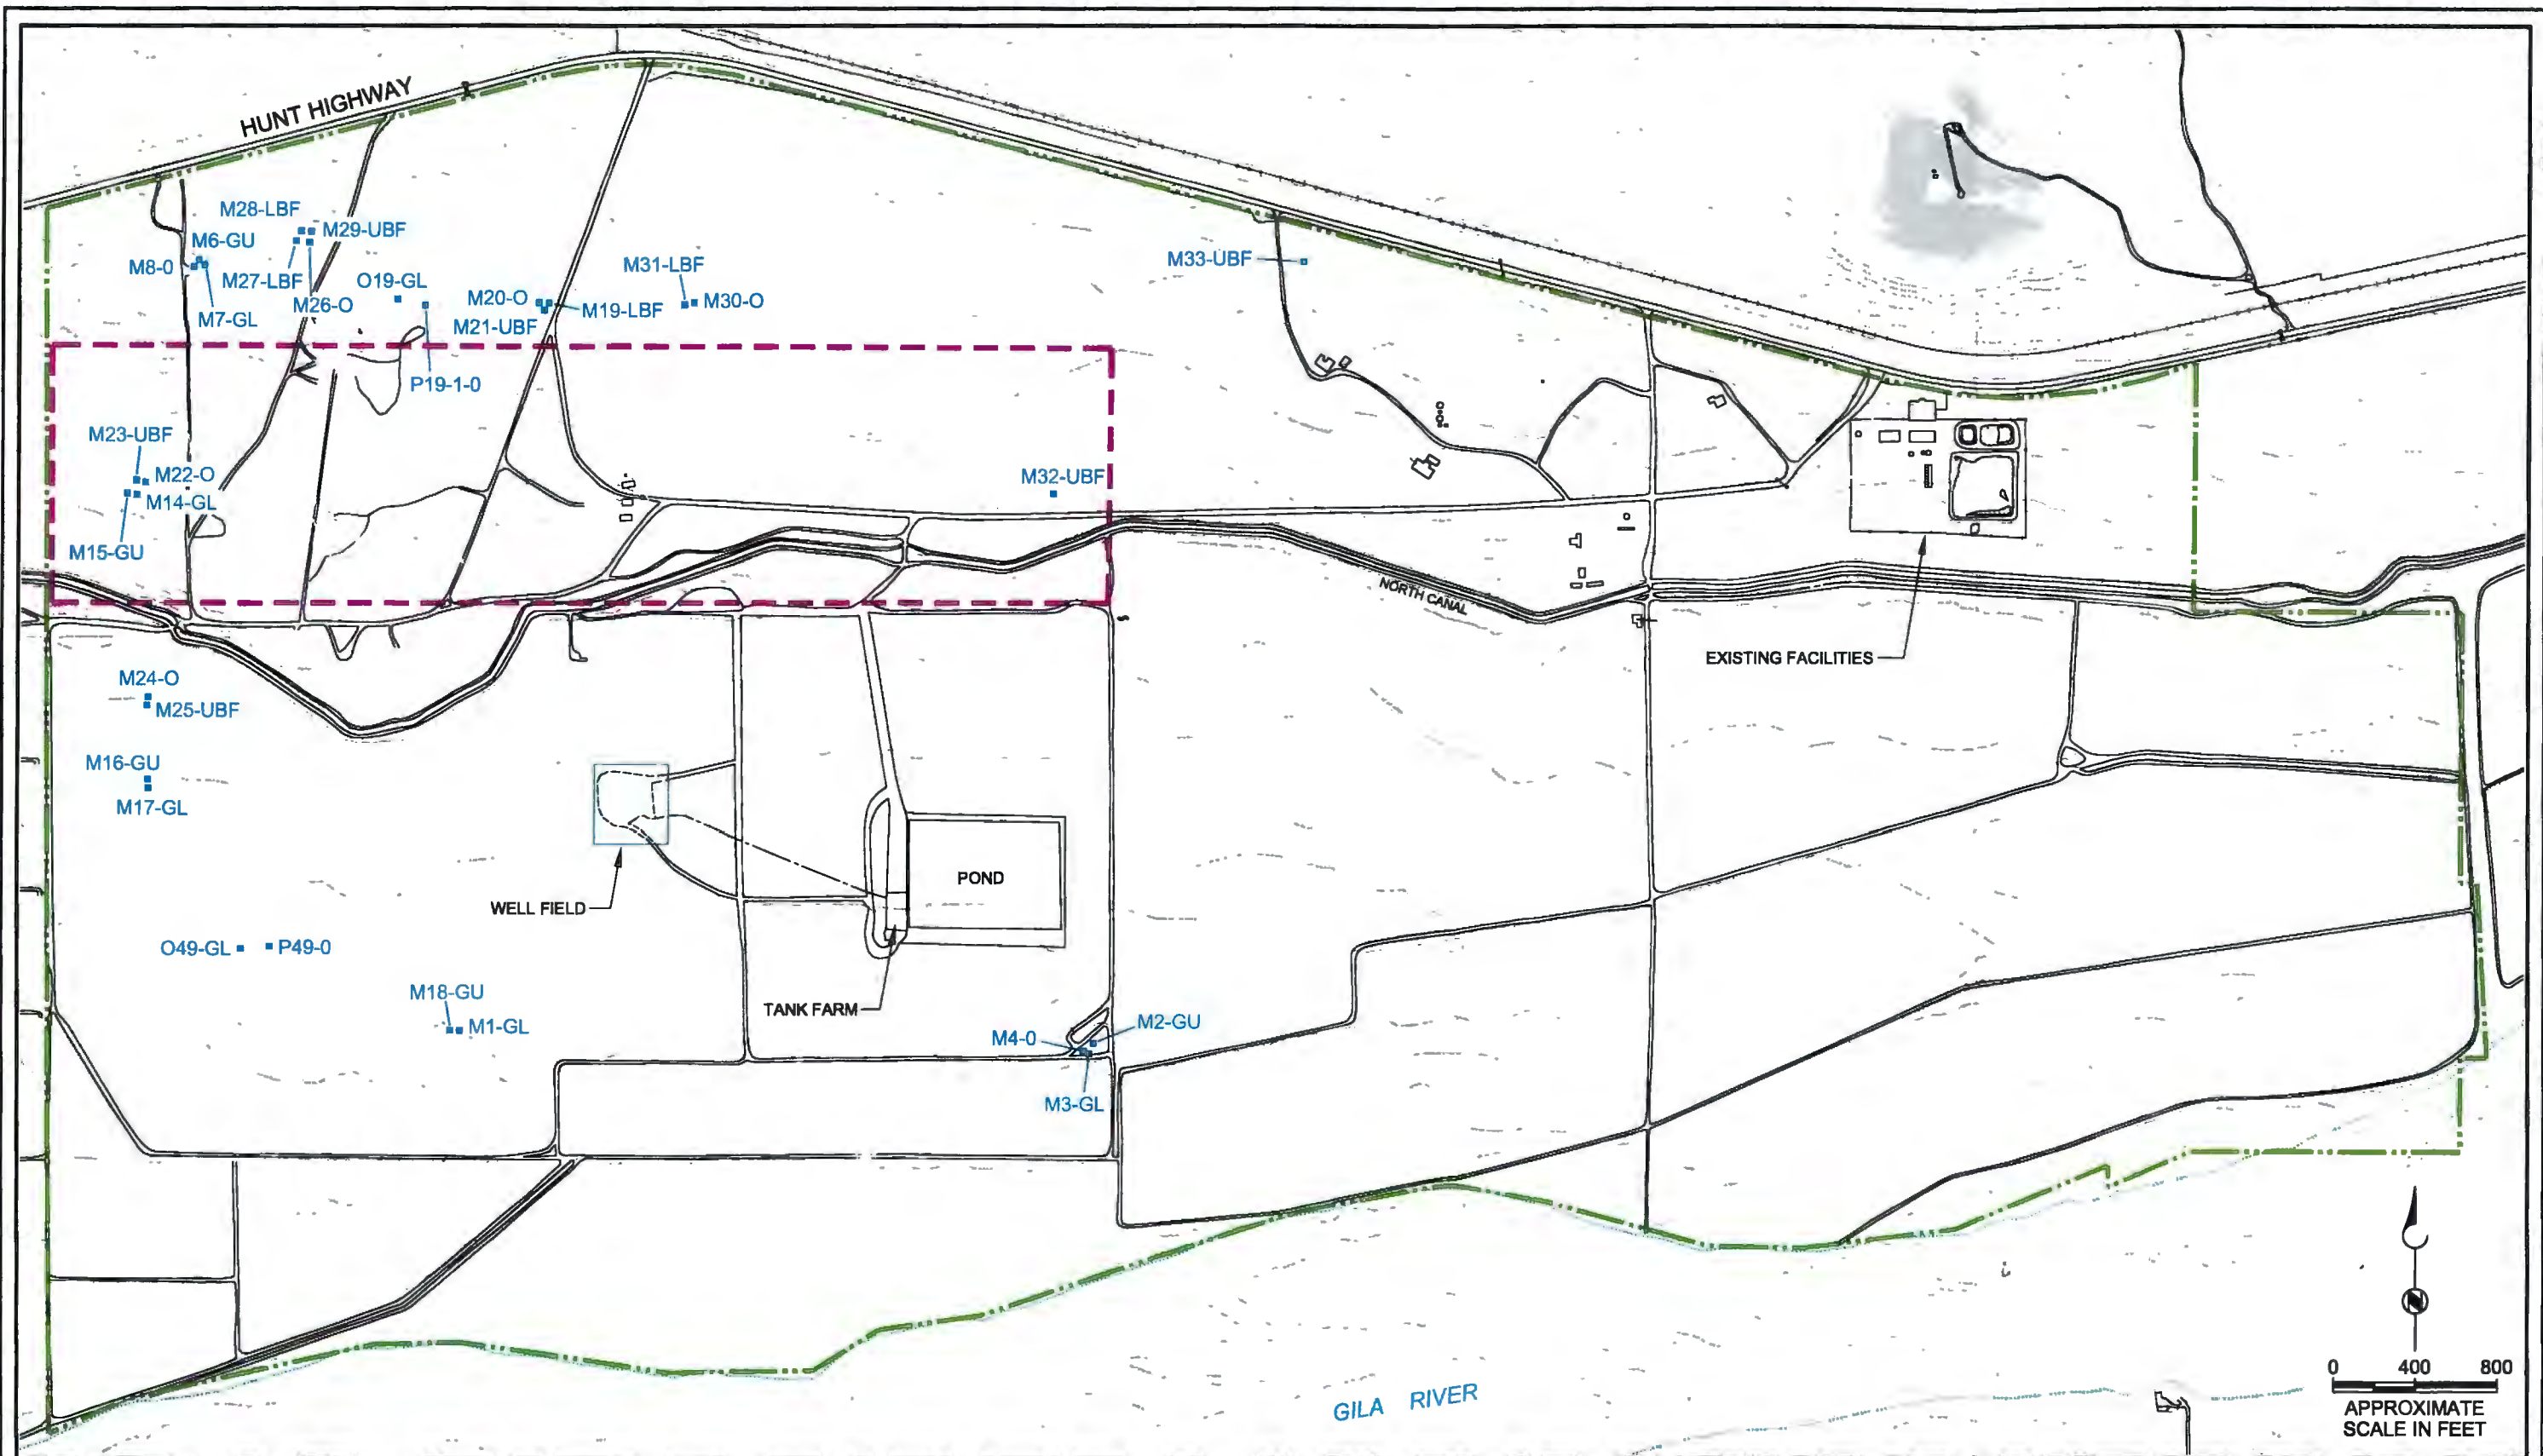 HUNT HIGHWAY
M28-LBF
M29-UBF
M6-GU
M8-0
M27-LBF
M26-O
M7-GL
O19-GL
P19-1-0
M20-O
M19-LBF
M21-UBF
M31-LBF
M30-O
M33-UBF
M23-UBF
M22-O
M14-GL
M15-GU
M32-UBF
NORTH CANAL
EXISTING FACILITIES
M24-O
M25-UBF
M16-GU
M17-GL
WELL FIELD
POND
O49-GL
P49-0
M18-GU
M1-GL
TANK FARM
M4-0
M2-GU
M3-GL
GILA RIVER
N
0 400 800
APPROXIMATE
SCALE IN FEET